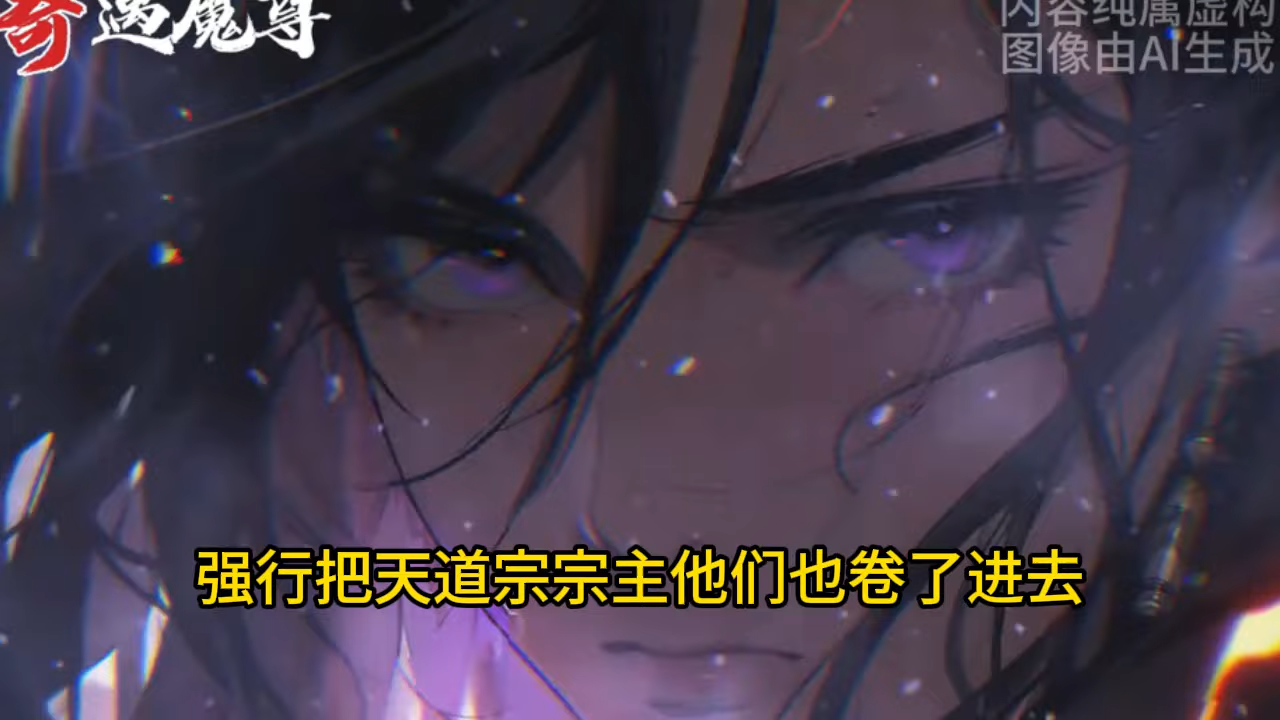 奇遇魔尊
内容纯属虚构
图像由AI生成
强行把天道宗宗主他们也卷了进去